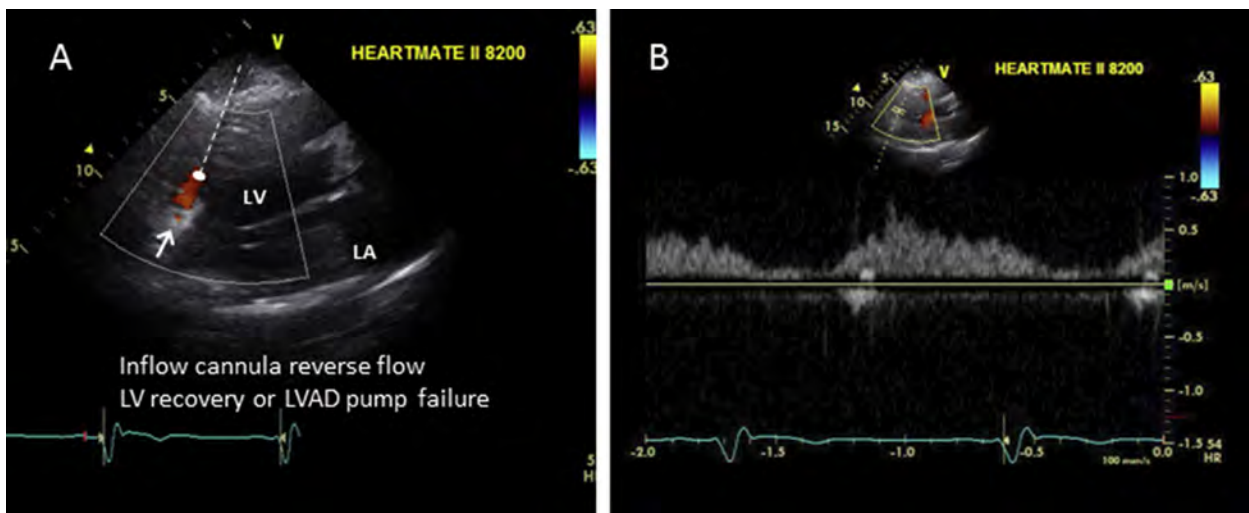 A
V
HEARTMATE II 8200
.63
-.63
5
10
5
LV
LA
Inflow cannula reverse flow
LV recovery or LVAD pump failure
5
HR
B
V
HEARTMATE II 8200
.63
-.63
5
10
15
1.0
0.5
[m/s]
-0.5
-1.0
-1.5
54
HR
-2.0
-1.5
-1.0
-0.5
0.0
100 mm/s